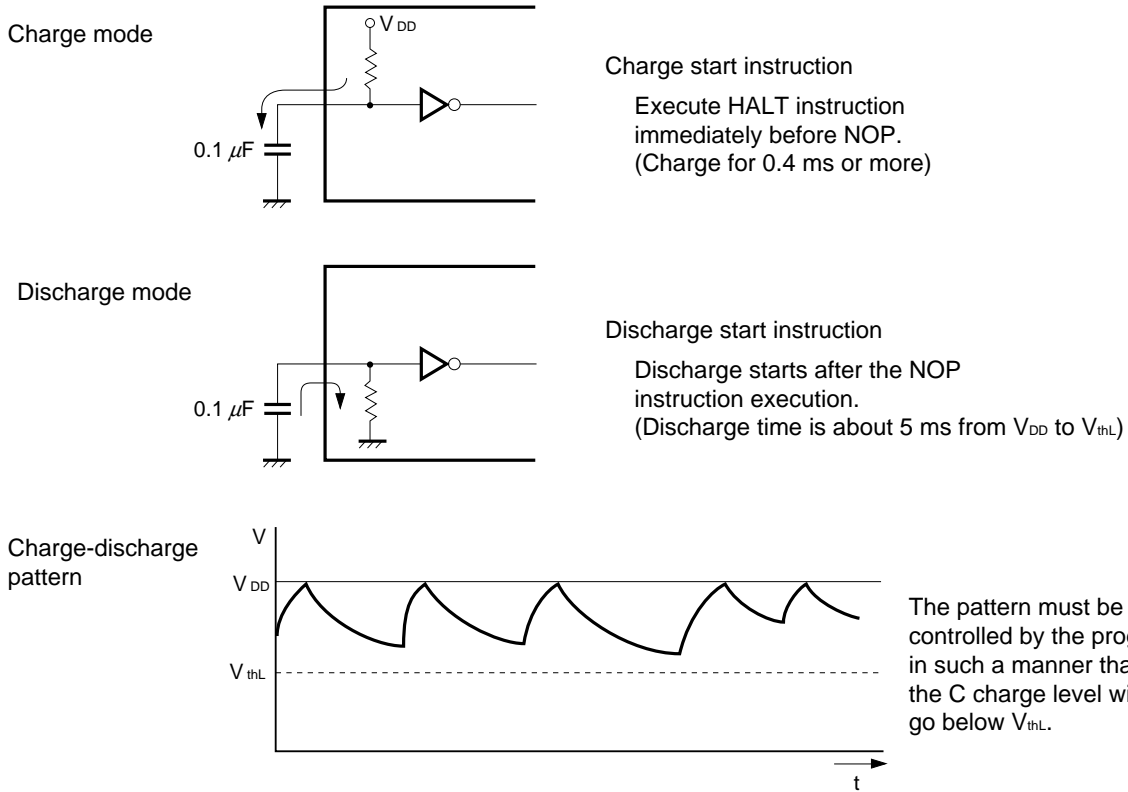 Charge mode
V DD
0.1 μF
Charge start instruction
Execute HALT instruction
immediately before NOP.
(Charge for 0.4 ms or more)
Discharge mode
0.1 μF
Discharge start instruction
Discharge starts after the NOP
instruction execution.
(Discharge time is about 5 ms from VDD to VthL)
Charge-discharge
pattern
V
V DD
V thL
t
The pattern must be
controlled by the
in such a manner
the C charge level
go below VthL.